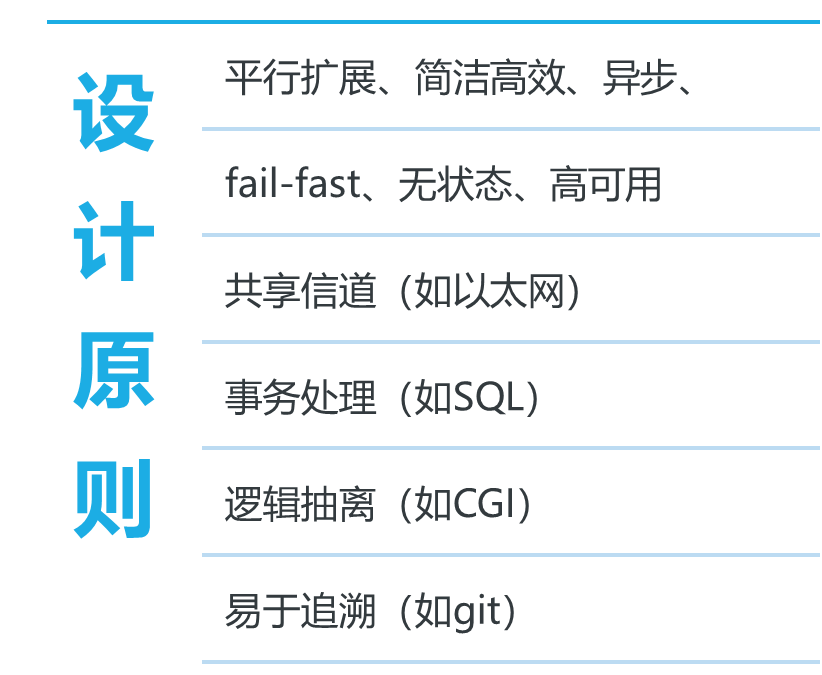 设计原则
平行扩展、简洁高效、异步、
fail-fast、无状态、高可用
共享信道（如以太网）
事务处理（如SQL）
逻辑抽离（如CGI）
易于追溯（如git）